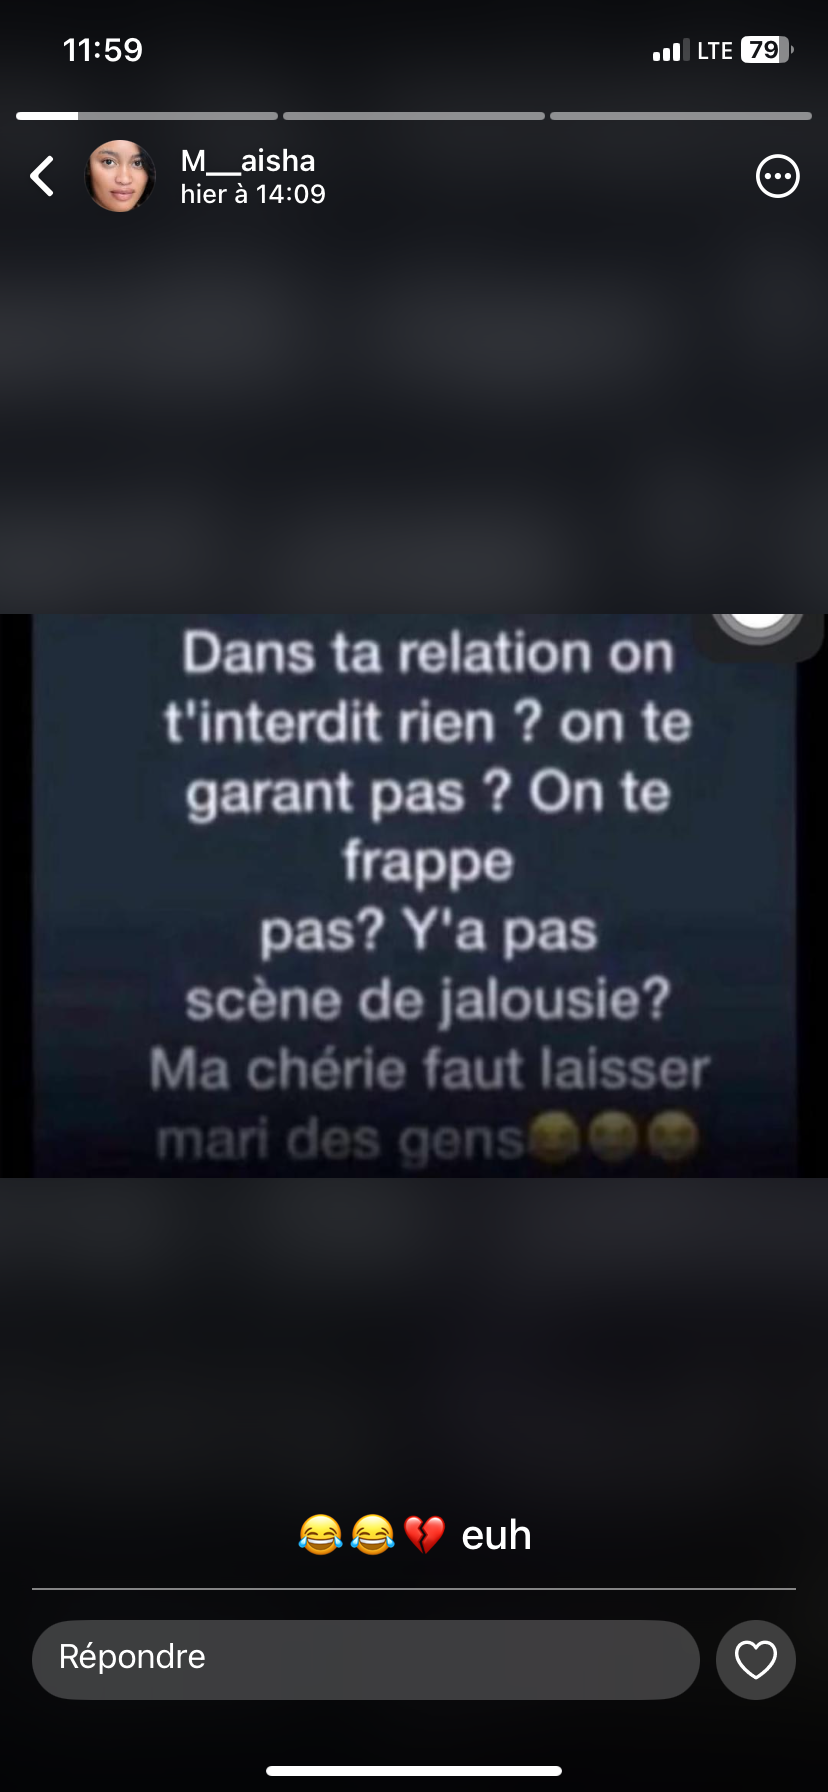 11:59
LTE 79
M__aisha
hier à 14:09
Dans ta relation on
t'interdit rien ? on te
garant pas ? On te
frappe
pas? Y'a pas
scène de jalousie?
Ma chérie faut laisser
mari des gens😂😂😂
😂😂💔 euh
Répondre